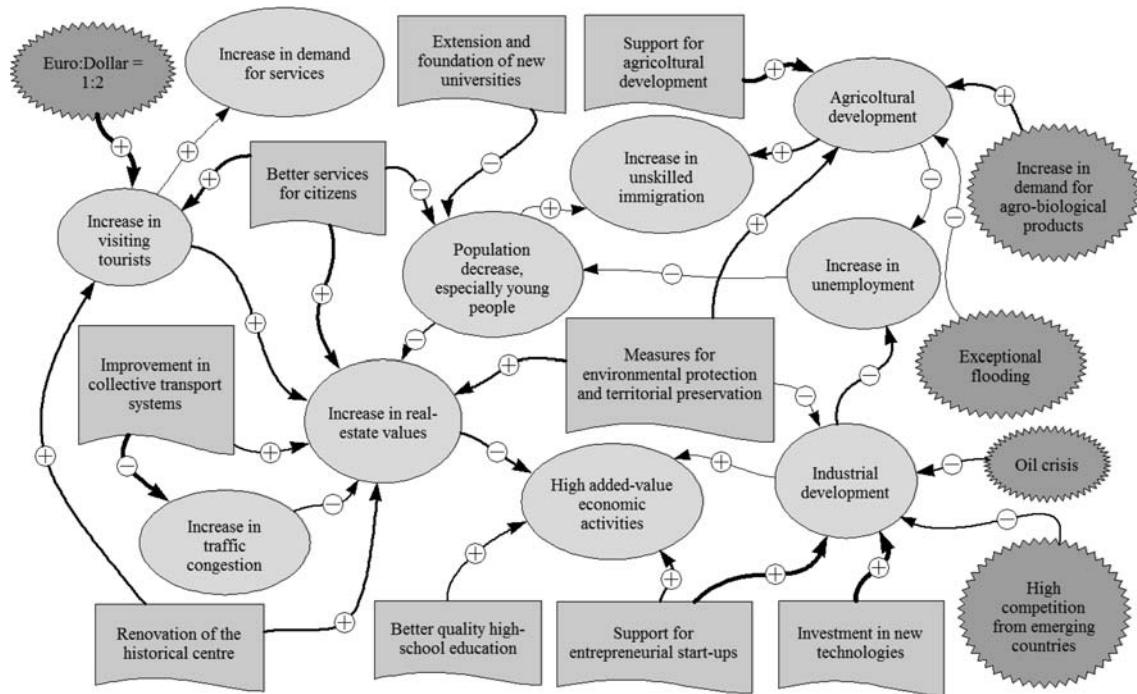 Euro:Dollar =
1:2
Increase in demand
for services
Extension and
foundation of new
universities
Support for
agricoltural
development
Agricoltural
development
Increase in
demand for
agro-biological
products
Better services
for citizens
Increase in
unskilled
immigration
Increase in
visiting
tourists
Population
decrease,
especially young
people
Increase in
unemployment
Exceptional
flooding
Improvement in
collective transport
systems
Increase in real-
estate values
Measures for
environmental protection
and territorial preservation
High added-value
economic
activities
Industrial
development
Oil crisis
Increase in
traffic
congestion
Renovation of the
historical centre
Better quality high-
school education
Support for
entrepreneurial start-ups
Investment in new
technologies
High
competition
from emerging
countries